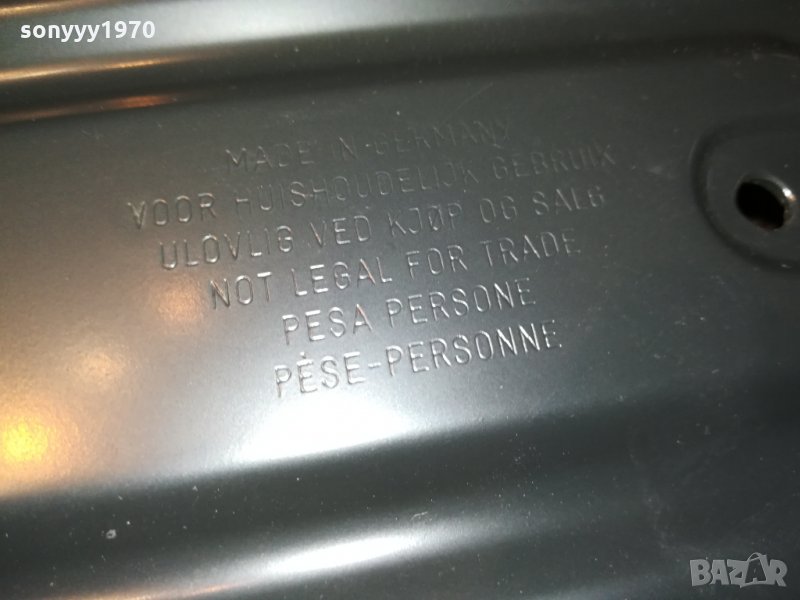 sonyyy1970
MADE IN GERMANY
VOOR HUISHOUDELIJK GEBRUIK
ULOVLIG VED KJØP OG SALG
NOT LEGAL FOR TRADE
PESA PERSONE
PÈSE-PERSONNE
BAZAR